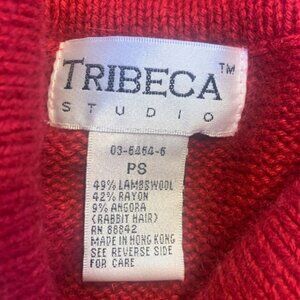 TRIBECA™
STUDIO
03-6464-6
PS
49% LAMBSWOOL
42% RAYON
9% ANGORA
(RABBIT HAIR)
RN 88842
MADE IN HONG KONG
SEE REVERSE SIDE
FOR CARE